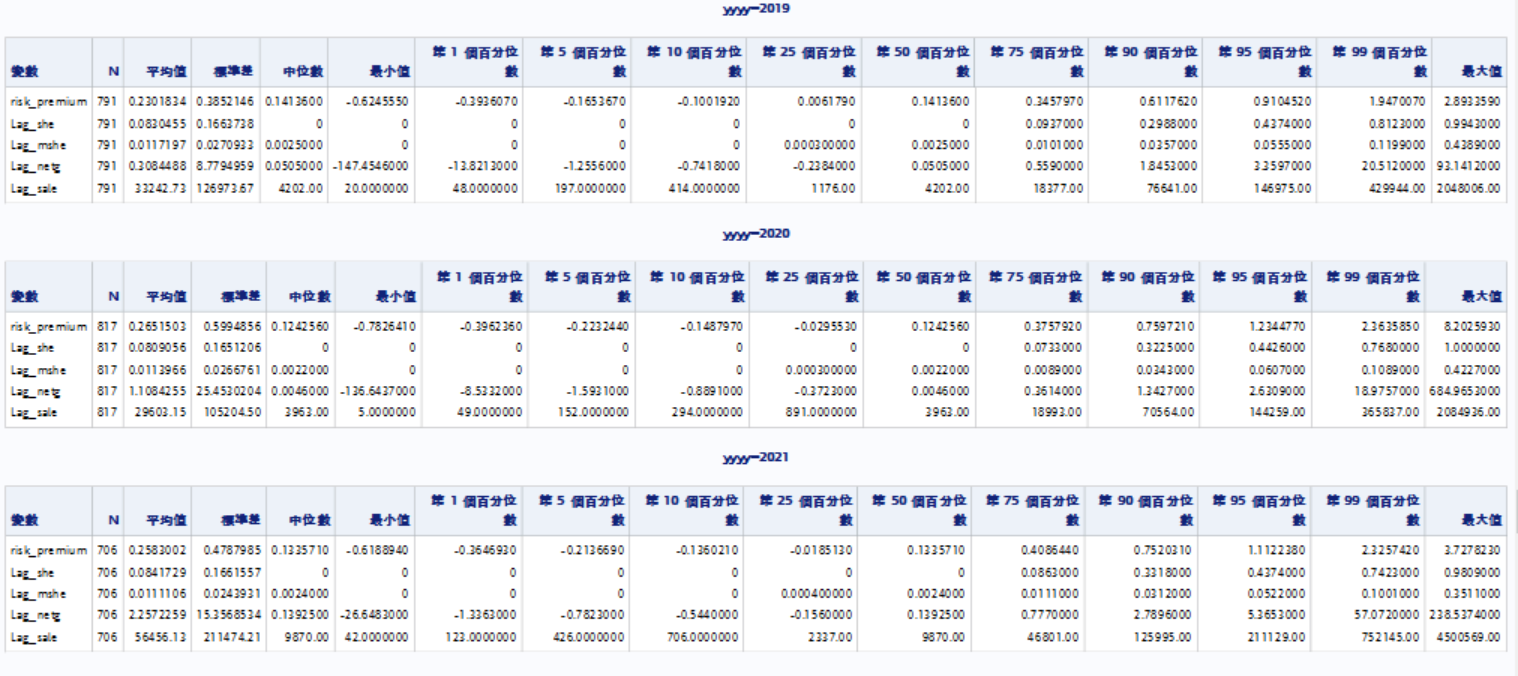 yyyy=2019
變數 N 平均值 標準差 中位數 最小值 第 1 個百分位數 第 5 個百分位數 第 10 個百分位數 第 25 個百分位數 第 50 個百分位數 第 75 個百分位數 第 90 個百分位數 第 95 個百分位數 第 99 個百分位數 最大值
risk_premium 791 0.2301834 0.3852146 0.1413600 -0.6245550 -0.3936070 -0.1653670 -0.1001920 0.0061790 0.1413600 0.3457970 0.6117620 0.9104520 1.9470070 2.8933590
Lag_she 791 0.0830455 0.1663738 0 0 0 0 0 0 0 0.0937000 0.2988000 0.4374000 0.8123000 0.9943000
Lag_mshe 791 0.0117197 0.0270933 0.0025000 0 0 0 0 0.000300000 0.0025000 0.0101000 0.0357000 0.0555000 0.1199000 0.4389000
Lag_netg 791 0.3084488 8.7794959 0.0505000 -147.4546000 -13.8213000 -1.2556000 -0.7418000 -0.2384000 0.0505000 0.5590000 1.8453000 3.3597000 20.5120000 93.1412000
Lag_sale 791 33242.73 126973.67 4202.00 20.0000000 48.0000000 197.0000000 414.0000000 1176.00 4202.00 18377.00 76641.00 146975.00 429944.00 2048006.00
yyyy=2020
變數 N 平均值 標準差 中位數 最小值 第 1 個百分位數 第 5 個百分位數 第 10 個百分位數 第 25 個百分位數 第 50 個百分位數 第 75 個百分位數 第 90 個百分位數 第 95 個百分位數 第 99 個百分位數 最大值
risk_premium 817 0.2651503 0.5994856 0.1242560 -0.7826410 -0.3962360 -0.2232440 -0.1487970 -0.0295530 0.1242560 0.3757920 0.7597210 1.2344770 2.3635850 8.2025930
Lag_she 817 0.0809056 0.1651206 0 0 0 0 0 0 0 0.0733000 0.3225000 0.4426000 0.7680000 1.0000000
Lag_mshe 817 0.0113966 0.0266761 0.0022000 0 0 0 0 0.000300000 0.0022000 0.0089000 0.0343000 0.0607000 0.1089000 0.4227000
Lag_netg 817 1.1084255 25.4530204 0.0046000 -136.6437000 -8.5332000 -1.5931000 -0.8891000 -0.3723000 0.0046000 0.3614000 1.3427000 2.6309000 18.9757000 684.9653000
Lag_sale 817 29603.15 105204.50 3963.00 5.0000000 49.0000000 152.0000000 294.0000000 891.0000000 3963.00 18993.00 70564.00 144259.00 365837.00 2084936.00
yyyy=2021
變數 N 平均值 標準差 中位數 最小值 第 1 個百分位數 第 5 個百分位數 第 10 個百分位數 第 25 個百分位數 第 50 個百分位數 第 75 個百分位數 第 90 個百分位數 第 95 個百分位數 第 99 個百分位數 最大值
risk_premium 706 0.2583002 0.4787985 0.1335710 -0.6188940 -0.3646930 -0.2136690 -0.1360210 -0.0185130 0.1335710 0.4086440 0.7520310 1.1122380 2.3257420 3.7278230
Lag_she 706 0.0841729 0.1661557 0 0 0 0 0 0 0 0.0863000 0.3318000 0.4374000 0.7423000 0.9809000
Lag_mshe 706 0.0111106 0.0243931 0.0024000 0 0 0 0 0.000400000 0.0024000 0.0111000 0.0312000 0.0522000 0.1001000 0.3511000
Lag_netg 706 2.2572259 15.3568534 0.1392500 -26.6483000 -1.3363000 -0.7823000 -0.5440000 -0.1560000 0.1392500 0.7770000 2.7896000 5.3653000 57.0720000 238.5374000
Lag_sale 706 56456.13 211474.21 9870.00 42.0000000 123.0000000 426.0000000 706.0000000 2337.00 9870.00 46801.00 125995.00 211129.00 752145.00 4500569.00